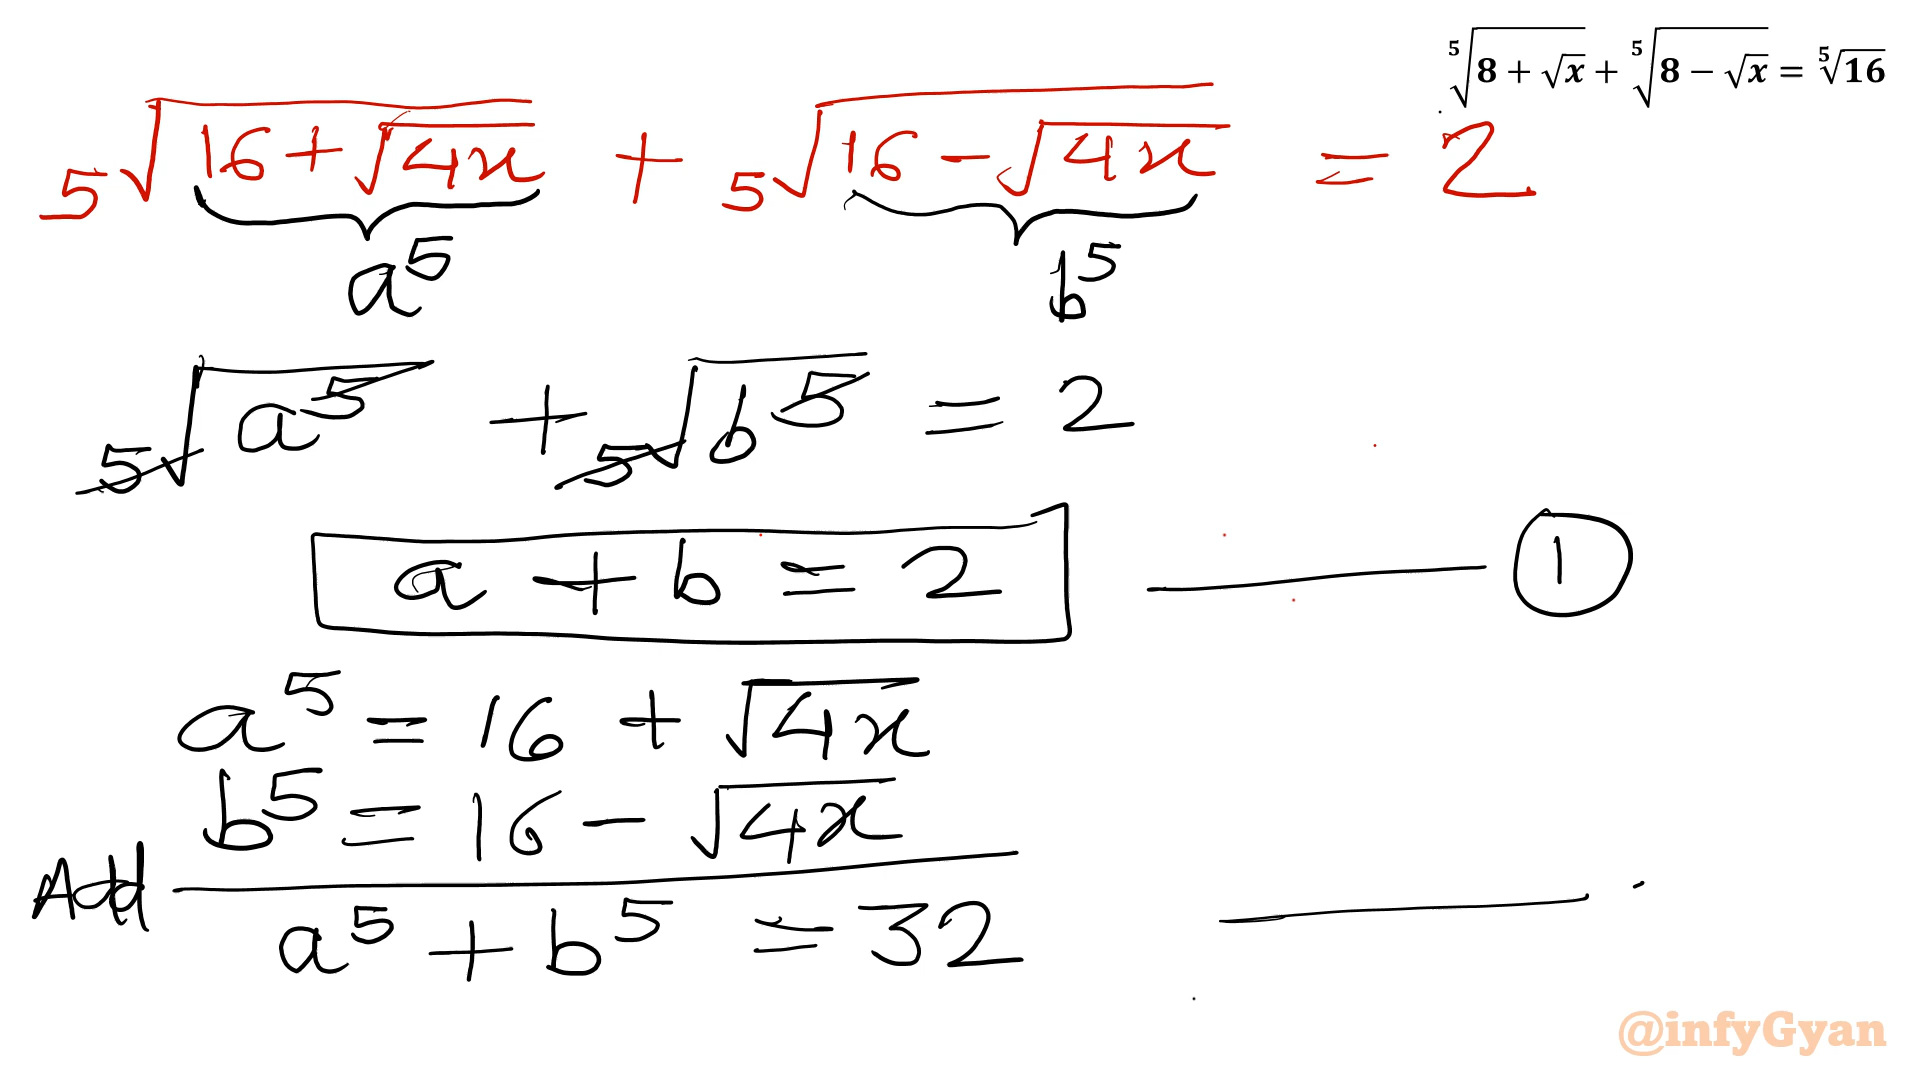 ⁵√(8 + √x) + ⁵√(8 − √x) = ⁵√16
⁵√(16 + √4x) + ⁵√(16 − √4x) = 2
a⁵ b⁵
⁵√a⁵ + ⁵√b⁵ = 2
a + b = 2 ——— 1
a⁵ = 16 + √4x
b⁵ = 16 − √4x
Add
a⁵ + b⁵ = 32
@infyGyan